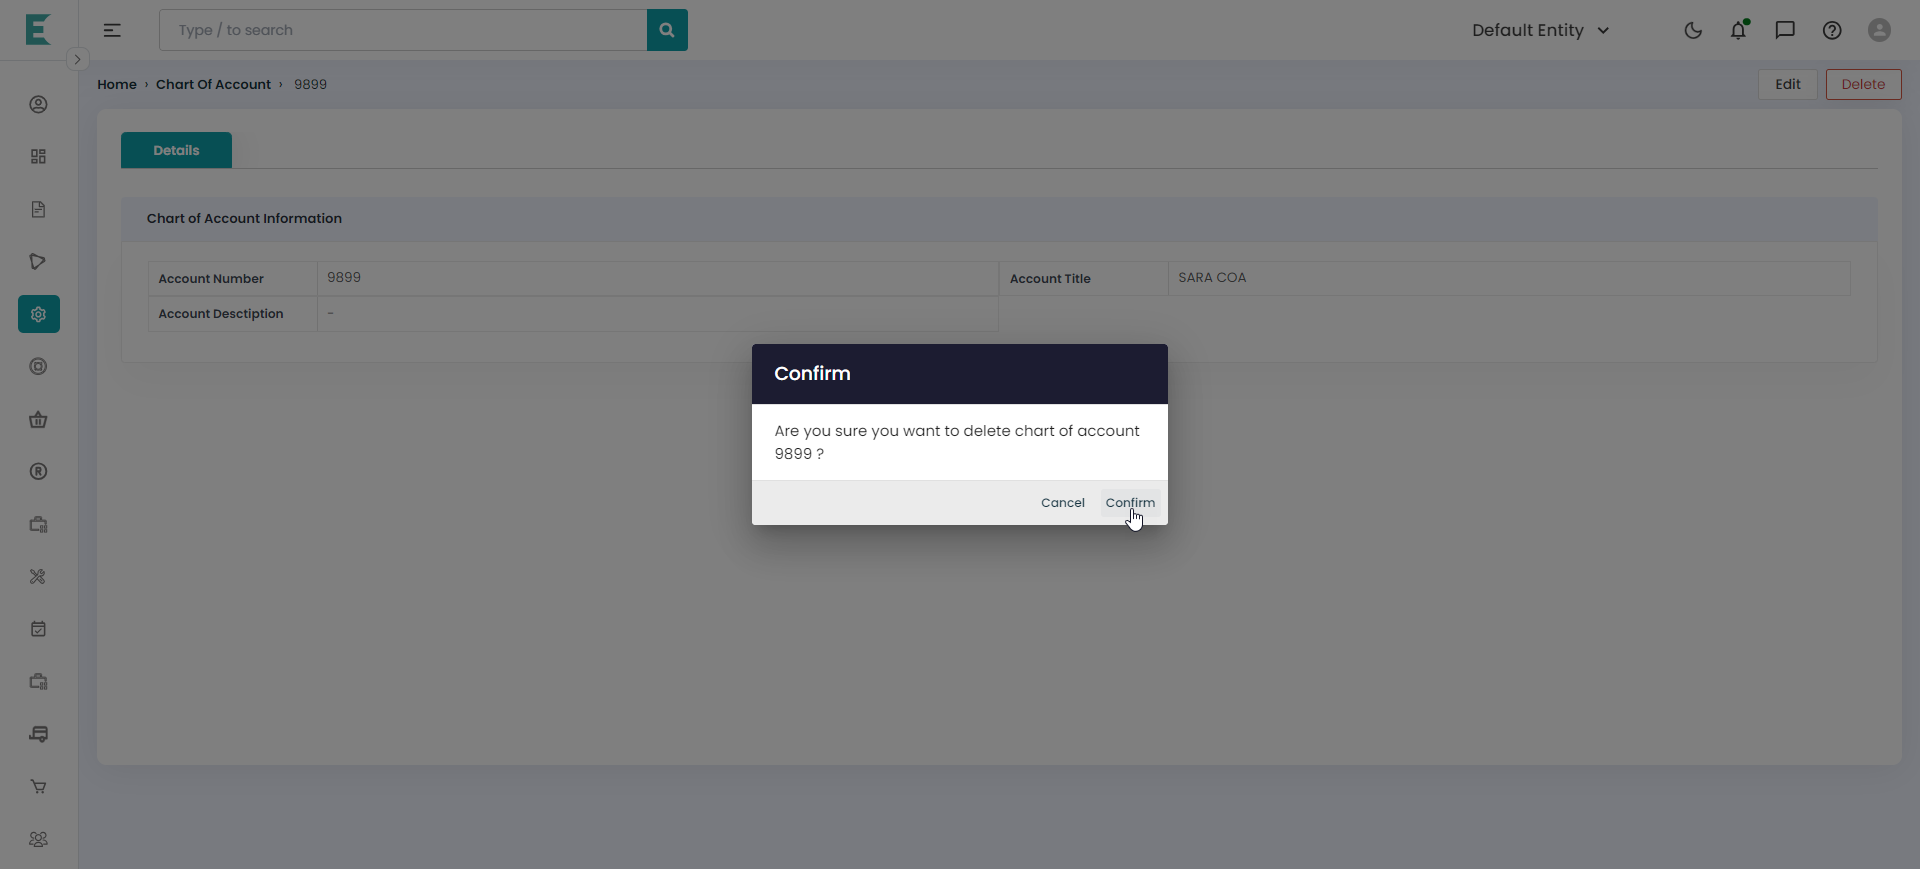 Type / to search
Default Entity
Home › Chart Of Account › 9899
Edit
Delete
Details
Chart of Account Information
Account Number
9899
Account Title
SARA COA
Account Desctiption
-
Confirm
Are you sure you want to delete chart of account
9899 ?
Cancel
Confirm